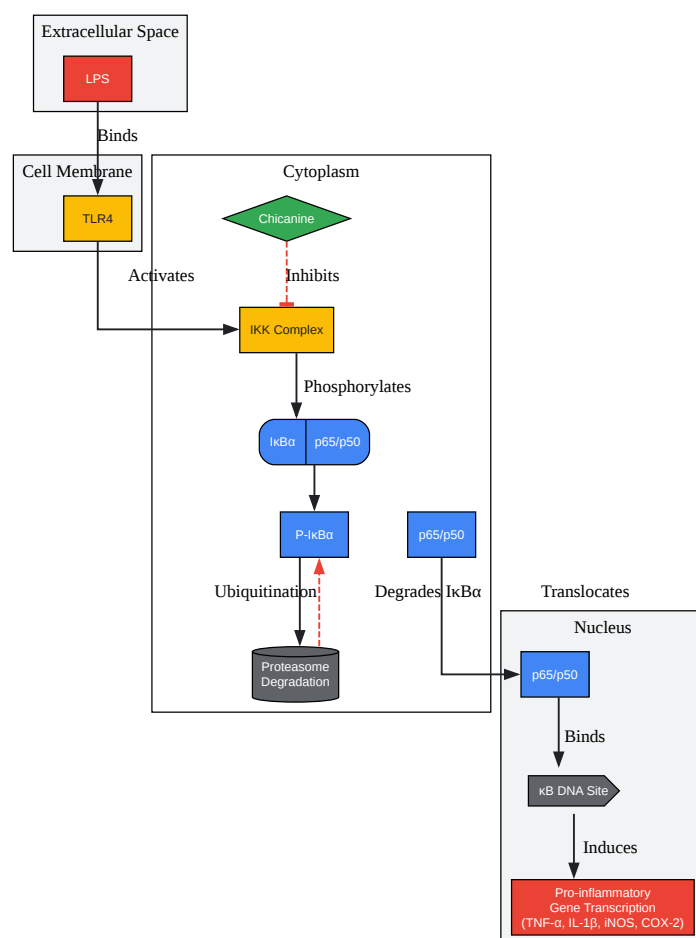 Extracellular Space
LPS
Binds
Cell Membrane
TLR4
Activates
Cytoplasm
Chicanine
Inhibits
IKK Complex
Phosphorylates
IκBα
p65/p50
P-IκBα
p65/p50
Ubiquitination
Degrades IκBα
Translocates
Proteasome
Degradation
Nucleus
p65/p50
Binds
κB DNA Site
Induces
Pro-inflammatory
Gene Transcription
(TNF-α, IL-1β, iNOS, COX-2)